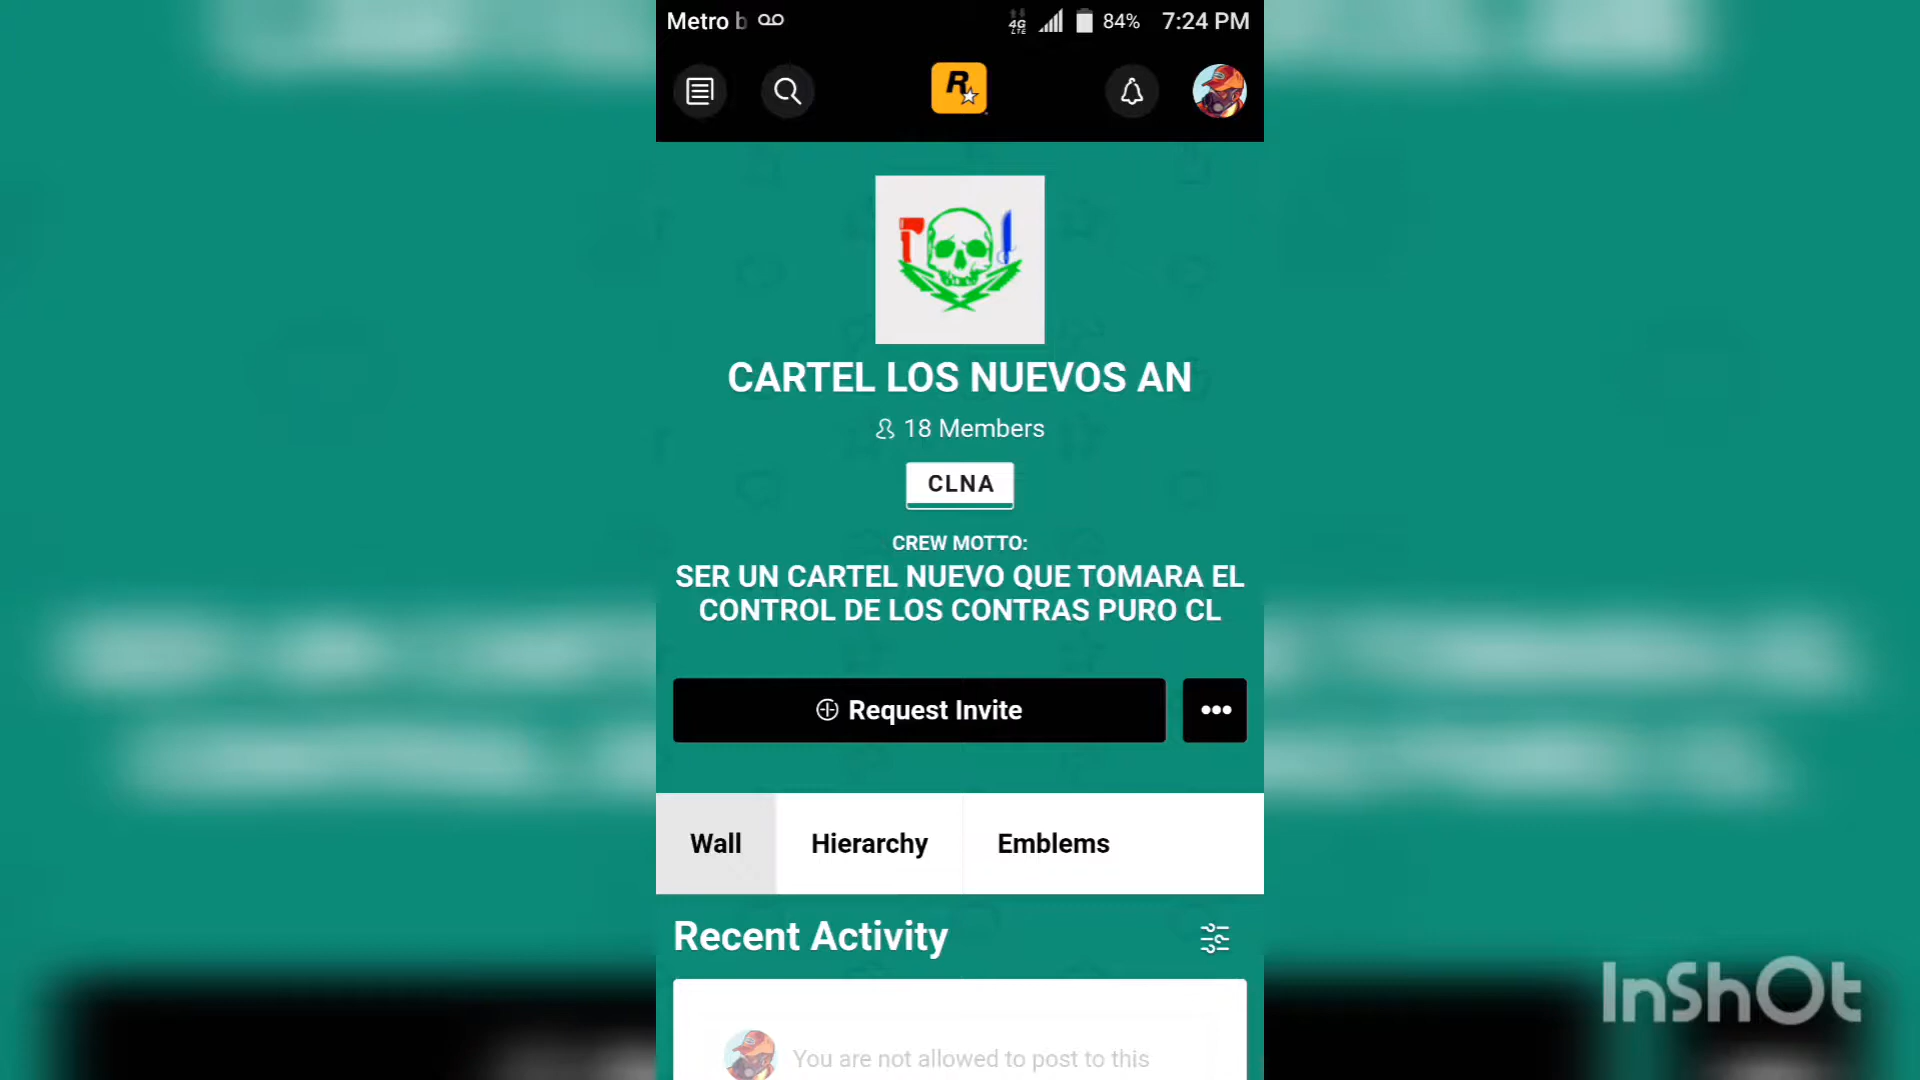 Metro b 4G LTE 84% 7:24 PM
R
CARTEL LOS NUEVOS AN
18 Members
CLNA
CREW MOTTO:
SER UN CARTEL NUEVO QUE TOMARA EL
CONTROL DE LOS CONTRAS PURO CL
Request Invite
Wall Hierarchy Emblems
Recent Activity
You are not allowed to post to this
InShOt